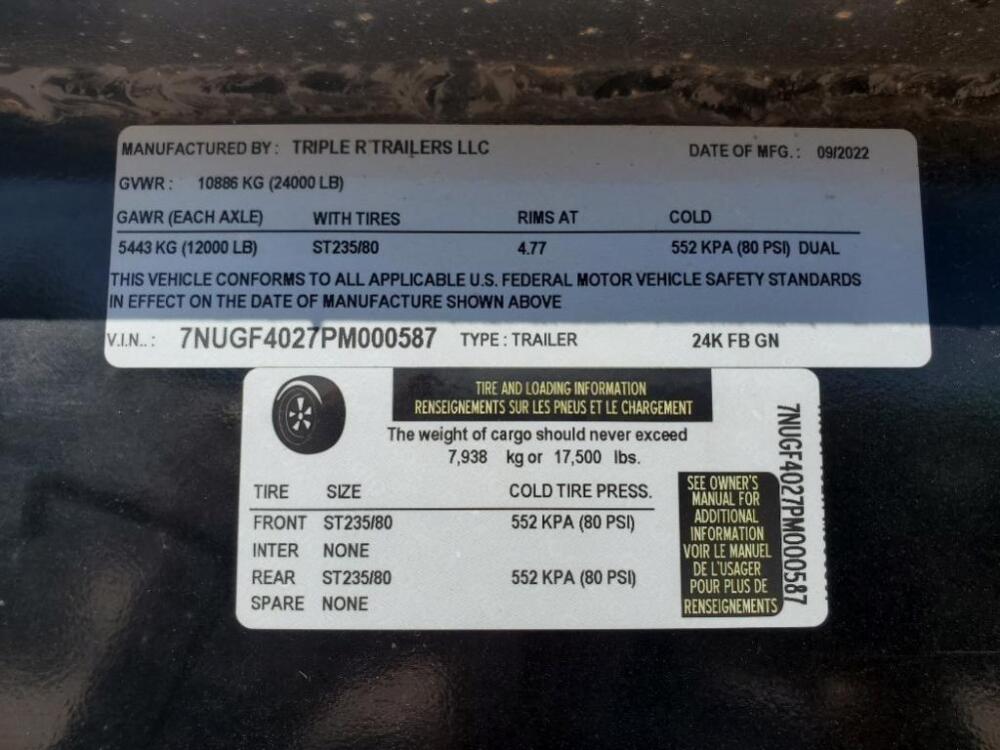 MANUFACTURED BY: TRIPLE R TRAILERS LLC DATE OF MFG.: 09/2022
GVWR: 10886 KG (24000 LB)
GAWR (EACH AXLE) WITH TIRES RIMS AT COLD
5443 KG (12000 LB) ST235/80 4.77 552 KPA (80 PSI) DUAL
THIS VEHICLE CONFORMS TO ALL APPLICABLE U.S. FEDERAL MOTOR VEHICLE SAFETY STANDARDS
IN EFFECT ON THE DATE OF MANUFACTURE SHOWN ABOVE
V.I.N..: 7NUGF4027PM000587 TYPE: TRAILER 24K FB GN
TIRE AND LOADING INFORMATION
RENSEIGNEMENTS SUR LES PNEUS ET LE CHARGEMENT
The weight of cargo should never exceed
7,938 kg or 17,500 lbs.
TIRE SIZE COLD TIRE PRESS.
FRONT ST235/80 552 KPA (80 PSI)
INTER NONE
REAR ST235/80 552 KPA (80 PSI)
SPARE NONE
SEE OWNER'S
MANUAL FOR
ADDITIONAL
INFORMATION
VOIR LE MANUEL
DE L'USAGER
POUR PLUS DE
RENSEIGNEMENTS
7NUGF4027PM000587